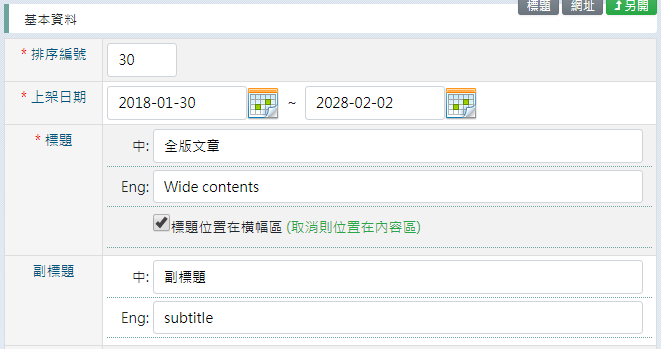 標題 網址 另開
基本資料
* 排序編號 30
* 上架日期 2018-01-30 ~ 2028-02-02
* 標題 中: 全版文章
Eng: Wide contents
標題位置在橫幅區 (取消則位置在內容區)
副標題 中: 副標題
Eng: subtitle